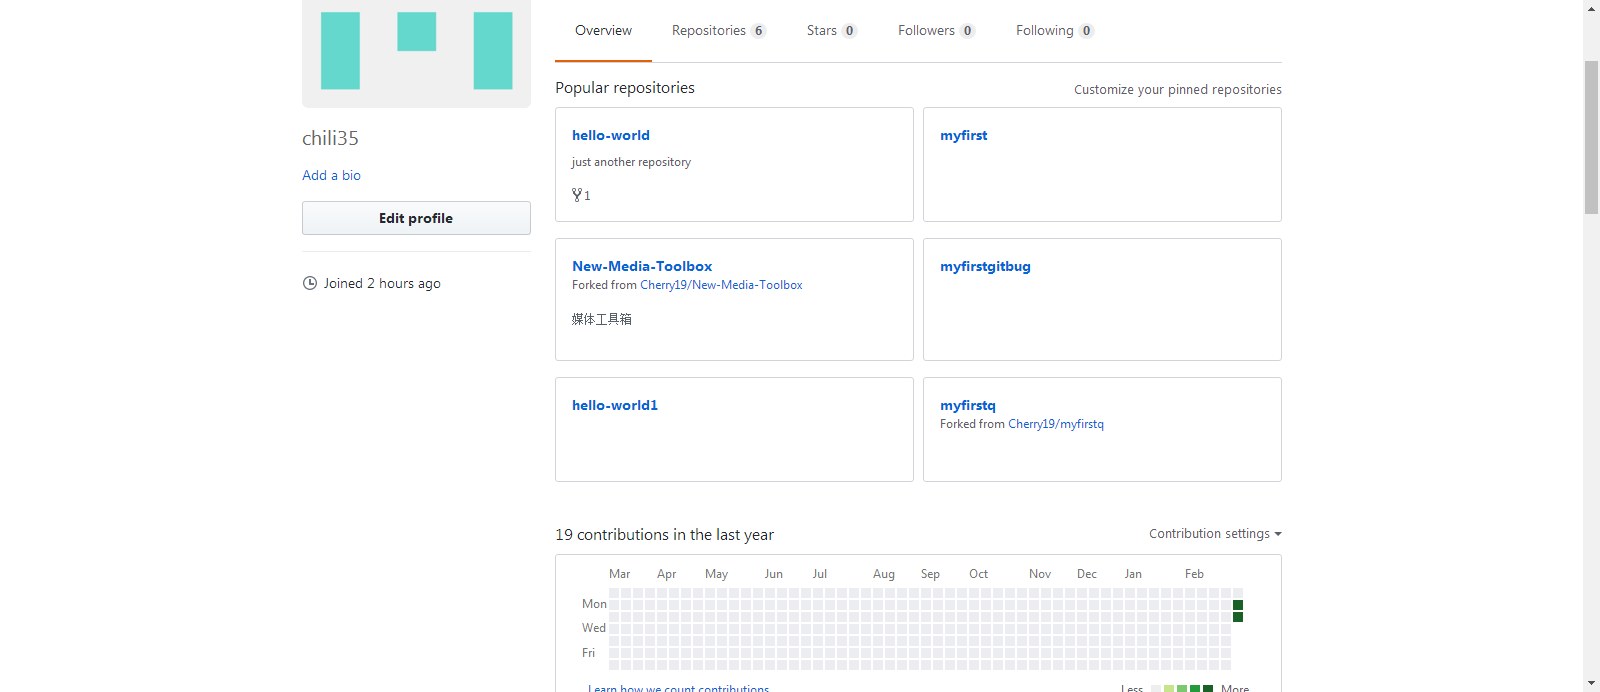 Overview Repositories 6 Stars 0 Followers 0 Following 0
Popular repositories Customize your pinned repositories
chili35
Add a bio
Edit profile
Joined 2 hours ago
hello-world
just another repository
1
myfirst
New-Media-Toolbox
Forked from Cherry19/New-Media-Toolbox
媒体工具箱
myfirstgitbug
hello-world1
myfirstq
Forked from Cherry19/myfirstq
19 contributions in the last year Contribution settings
Mar Apr May Jun Jul Aug Sep Oct Nov Dec Jan Feb
Mon
Wed
Fri
Learn how we count contributions Less More